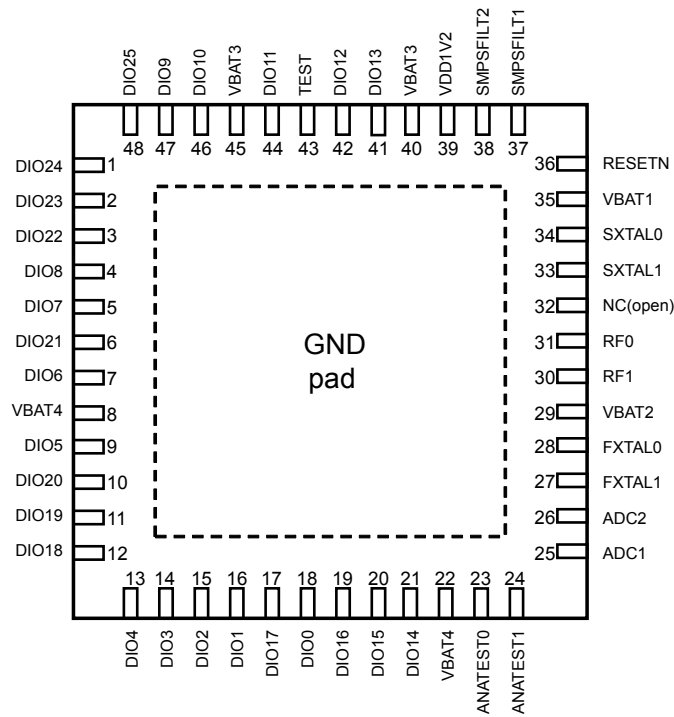 DIO25
DIO9
DIO10
VBAT3
DIO11
TEST
DIO12
DIO13
VBAT3
VDD1V2
SMPSFILT2
SMPSFILT1
48 47 46 45 44 43 42 41 40 39 38 37
DIO24 1
DIO23 2
DIO22 3
DIO8 4
DIO7 5
DIO21 6
DIO6 7
VBAT4 8
DIO5 9
DIO20 10
DIO19 11
DIO18 12
GND
pad
36 RESETN
35 VBAT1
34 SXTAL0
33 SXTAL1
32 NC(open)
31 RF0
30 RF1
29 VBAT2
28 FXTAL0
27 FXTAL1
26 ADC2
25 ADC1
13 14 15 16 17 18 19 20 21 22 23 24
DIO4
DIO3
DIO2
DIO1
DIO17
DIO0
DIO16
DIO15
DIO14
VBAT4
ANATEST0
ANATEST1